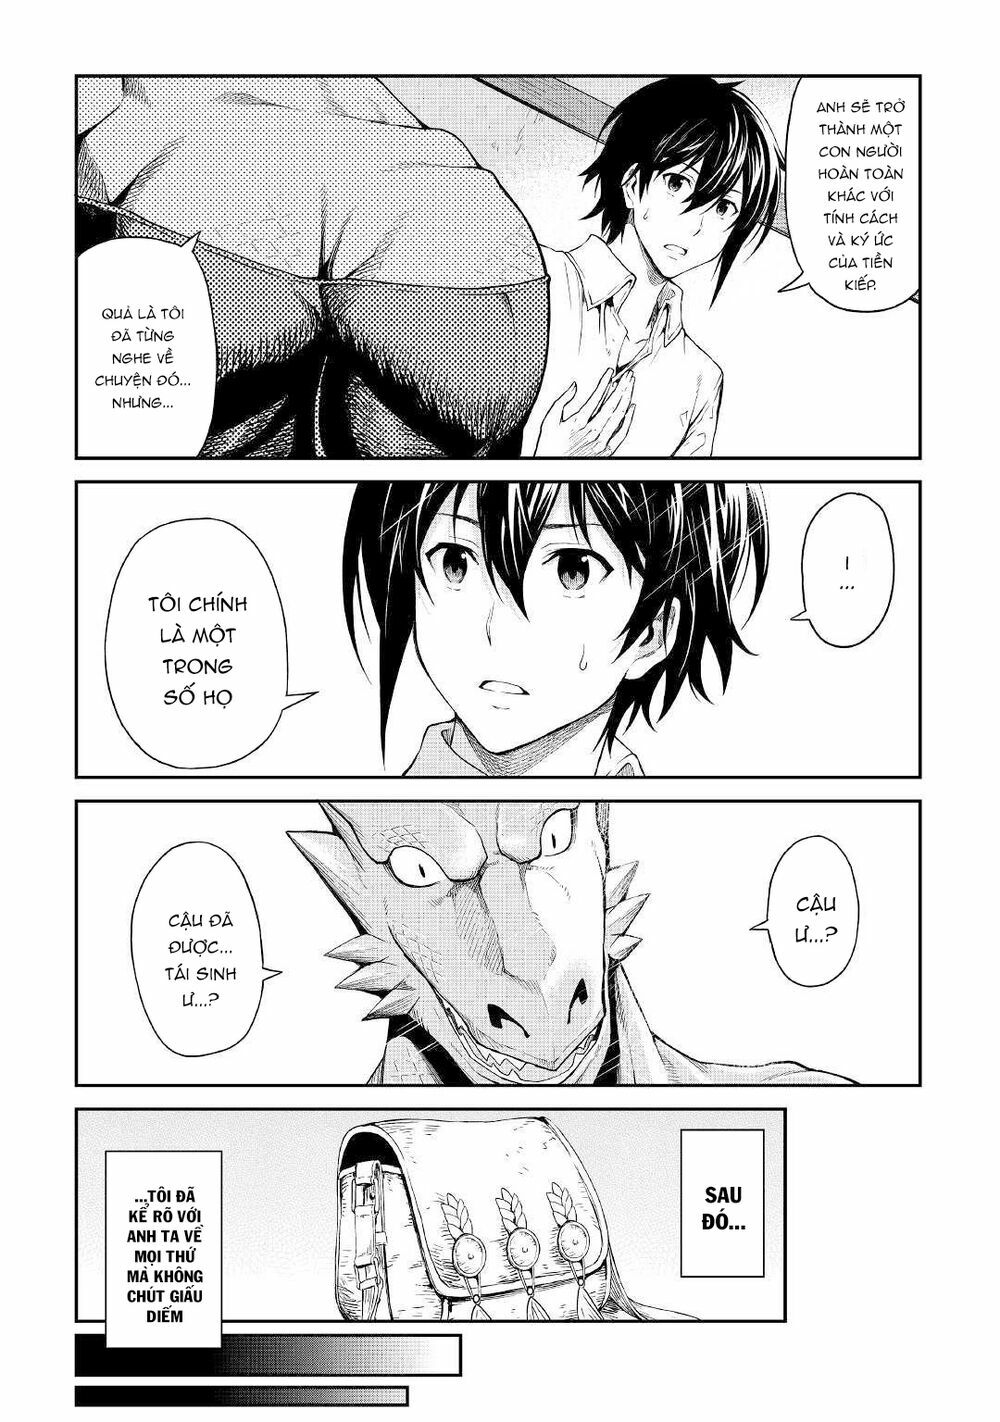 ANH SẼ TRỞ
THÀNH MỘT
CON NGƯỜI
HOÀN TOÀN
KHÁC VỚI
TÍNH CÁCH
VÀ KÝ ỨC
CỦA TIỀN
KIẾP.
QUẢ LÀ TÔI
ĐÃ TỪNG
NGHE VỀ
CHUYỆN ĐÓ...
NHƯNG...
I
...
TÔI CHÍNH
LÀ MỘT
TRONG
SỐ HỌ
CẬU
Ư...?
CẬU ĐÃ
ĐƯỢC...
TÁI SINH
Ư...?
SAU
ĐÓ...
...TÔI ĐÃ
KỂ RÕ VỚI
ANH TA VỀ
MỌI THỨ
MÀ KHÔNG
CHÚT GIẤU
DIẾM